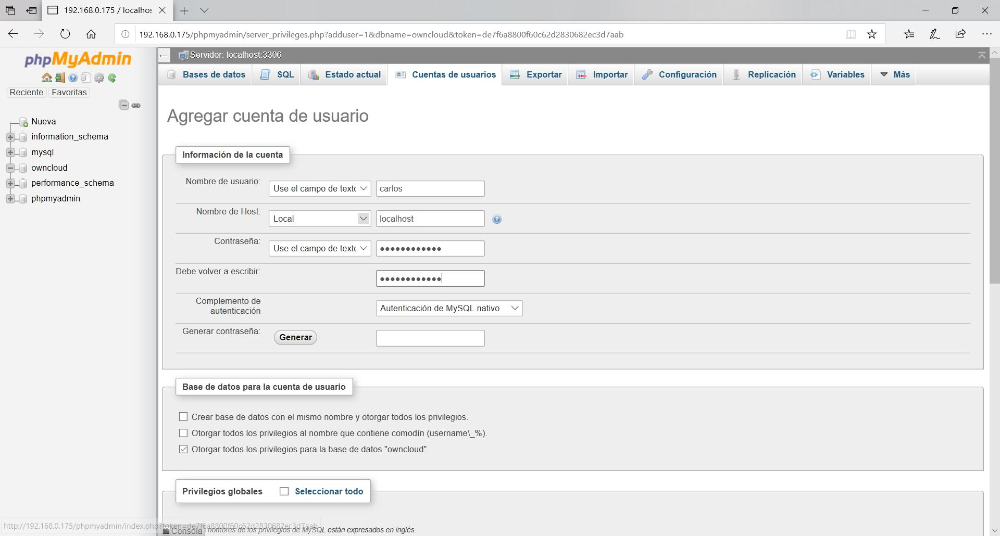 192.168.0.175 / localhos
192.168.0.175/phpmyadmin/server_privileges.php?adduser=1&dbname=owncloud&token=de7f6a8800f60c62d2830682ec3d7aab
phpMyAdmin
Reciente Favoritas
Nueva
information_schema
mysql
owncloud
performance_schema
phpmyadmin
Servidor: localhost:3306
Bases de datos SQL Estado actual Cuentas de usuarios Exportar Importar Configuración Replicación Variables Más
Agregar cuenta de usuario
Información de la cuenta
Nombre de usuario: Use el campo de text carlos
Nombre de Host: Local localhost
Contraseña: Use el campo de text ●●●●●●●●●●●●
Debe volver a escribir: ●●●●●●●●●●●●
Complemento de
autenticación Autenticación de MySQL nativo
Generar contraseña: Generar
Base de datos para la cuenta de usuario
Crear base de datos con el mismo nombre y otorgar todos los privilegios.
Otorgar todos los privilegios al nombre que contiene comodín (username\_%).
Otorgar todos los privilegios para la base de datos "owncloud".
Privilegios globales Seleccionar todo
http://192.168.0.175/phpmyadmin/index.php?token=de7f6a8800f60c62d2830682ec3d7aab
Consola nombres de los privilegios de MySQL están expresados en inglés.